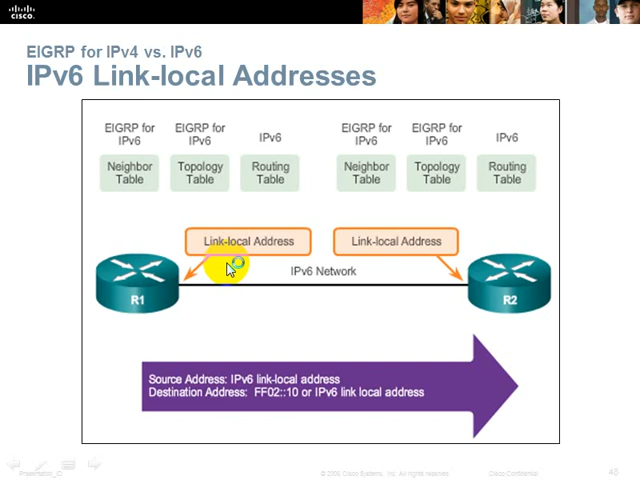 CISCO.
EIGRP for IPv4 vs. IPv6
IPv6 Link-local Addresses
EIGRP for
IPv6
EIGRP for
IPv6
IPv6
EIGRP for
IPv6
EIGRP for
IPv6
IPv6
Neighbor
Table
Topology
Table
Routing
Table
Neighbor
Table
Topology
Table
Routing
Table
Link-local Address
Link-local Address
IPv6 Network
R1
R2
Source Address: IPv6 link-local address
Destination Address: FF02::10 or IPv6 link local address
Presentation_ID
© 2008 Cisco Systems, Inc. All rights reserved.
Cisco Confidential